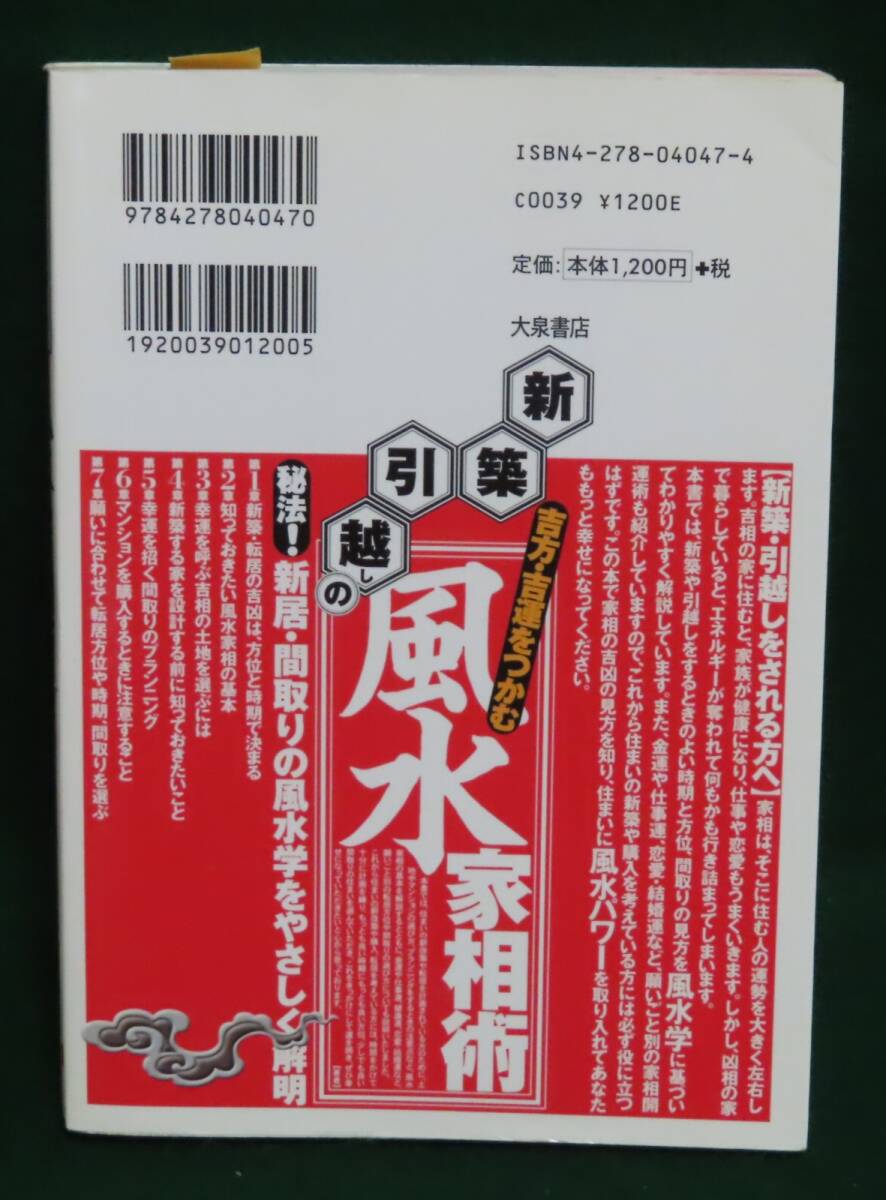 9784278040470
1920039012005
ISBN4-278-04047-4
C0039 ¥1200E
定価:本体1,200円+税
大泉書店
新築引越しの
吉方・吉運をつかむ
風水家相術
【新築・引越しをされる方へ】家相は、そこに住む人の運勢を大きく左右し
ます。吉相の家に住むと、家族が健康になり、仕事や恋愛もうまくいきます。しかし、凶相の家
で暮らしていると、エネルギーが奪われて何もかも行き詰まってしまいます。
本書では、新築や引越しをするときのよい時期と方位、間取りの見方を風水学に基づい
てわかりやすく解説しています。また、金運や仕事運、恋愛・結婚運など、願いごと別の家相開
運術も紹介していますので、これから住まいの新築や購入を考えている方には必ず役に立つ
はずです。この本で家相の吉凶の見方を知り、住まいに風水パワーを取り入れてあなた
ももっと幸せになってください。
秘法!・新居・間取りの風水学をやさしく解明
第1章新築・転居の吉凶は、方位と時期で決まる
第2章知っておきたい風水家相の基本
第3章幸運を呼ぶ吉相の土地を選ぶには
第4章新築する家を設計する前に知っておきたいこと
第5章幸運を招く間取りのプランニング
第6章マンションを購入するときに注意すること
第7章願いに合わせて転居方位や時期、間取りを選ぶ